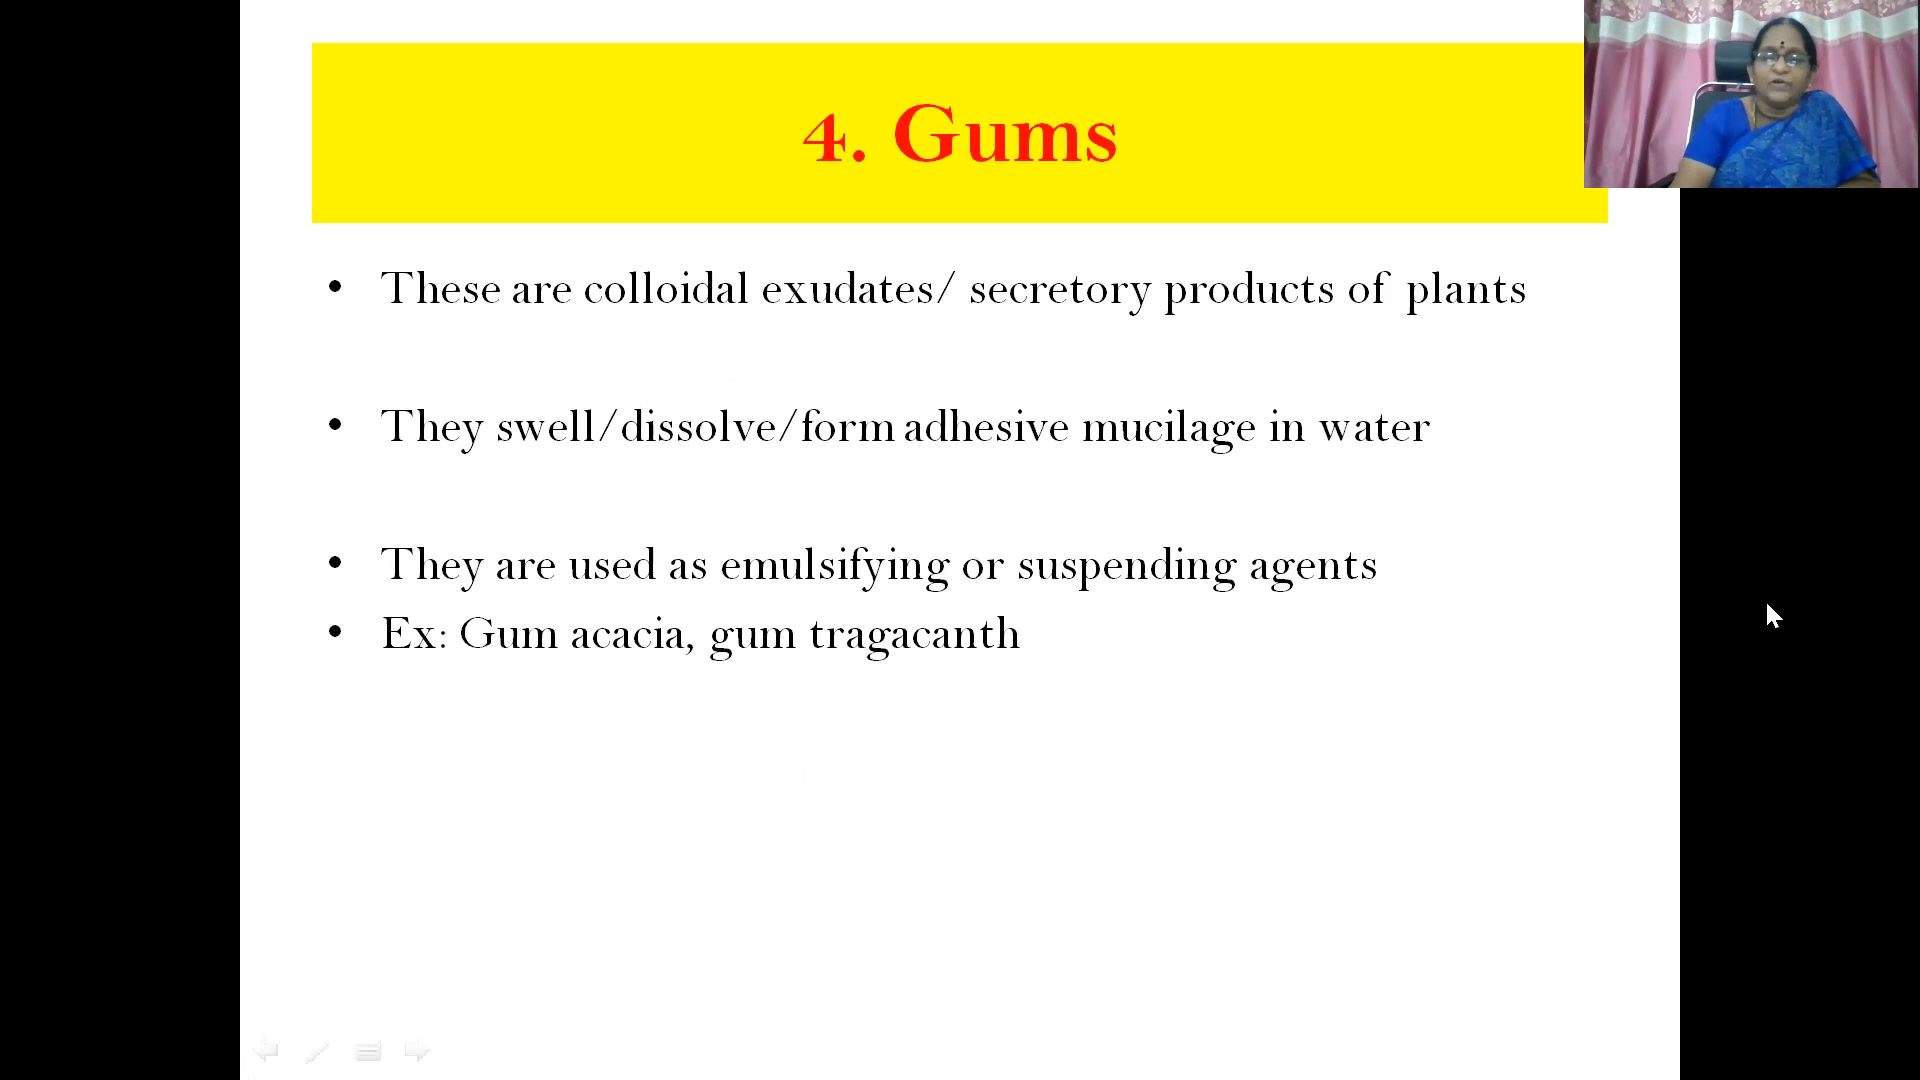 4. Gums
• These are colloidal exudates/ secretory products of plants
• They swell/dissolve/form adhesive mucilage in water
• They are used as emulsifying or suspending agents
• Ex: Gum acacia, gum tragacanth